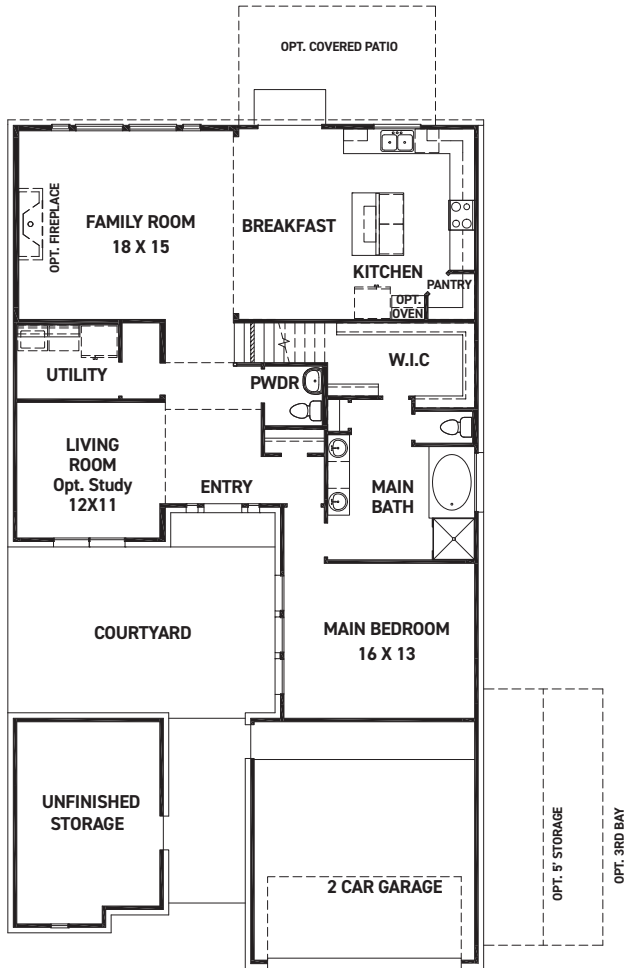 OPT. COVERED PATIO
OPT. FIREPLACE
FAMILY ROOM
18 X 15
BREAKFAST
KITCHEN
PANTRY
OPT.
OVEN
UTILITY
PWDR
W.I.C
LIVING
ROOM
Opt. Study
12X11
ENTRY
MAIN
BATH
COURTYARD
MAIN BEDROOM
16 X 13
UNFINISHED
STORAGE
2 CAR GARAGE
OPT. 5' STORAGE
OPT. 3RD BAY